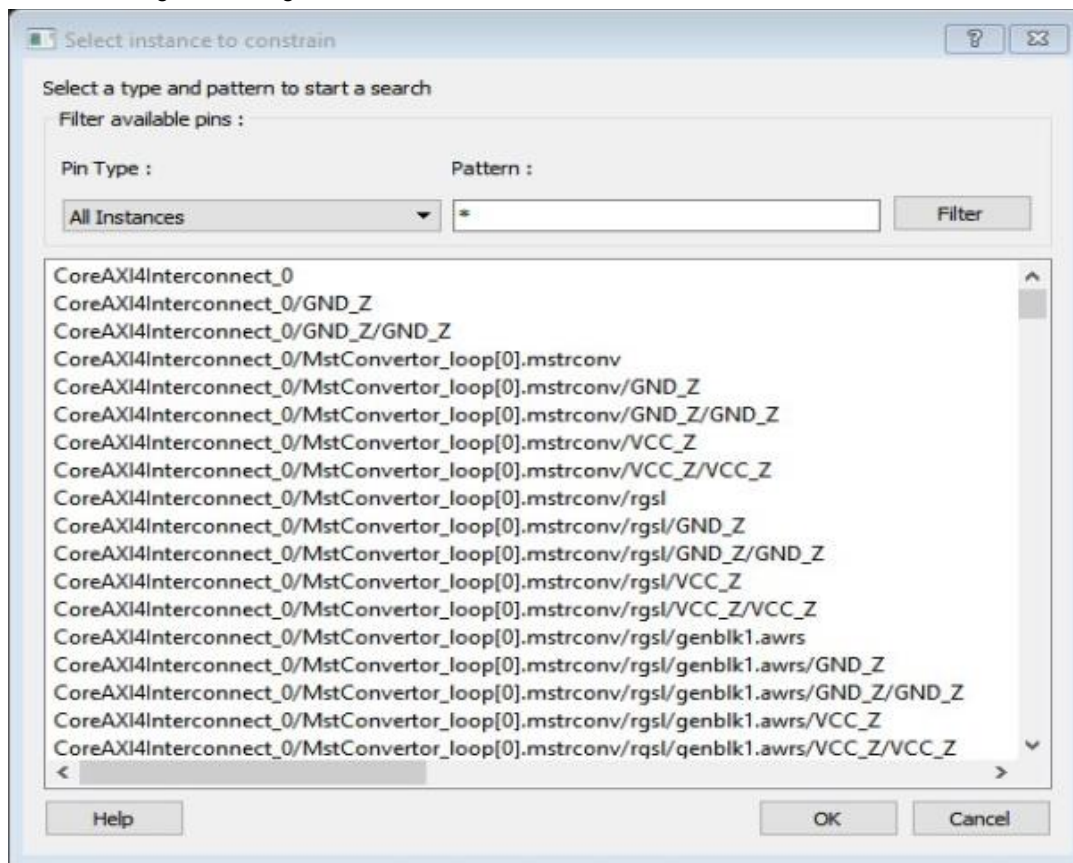 Select instance to constrain
Select a type and pattern to start a search
Filter available pins :
Pin Type : Pattern :
All Instances * Filter
CoreAXI4Interconnect_0
CoreAXI4Interconnect_0/GND_Z
CoreAXI4Interconnect_0/GND_Z/GND_Z
CoreAXI4Interconnect_0/MstConvertor_loop[0].mstrconv
CoreAXI4Interconnect_0/MstConvertor_loop[0].mstrconv/GND_Z
CoreAXI4Interconnect_0/MstConvertor_loop[0].mstrconv/GND_Z/GND_Z
CoreAXI4Interconnect_0/MstConvertor_loop[0].mstrconv/VCC_Z
CoreAXI4Interconnect_0/MstConvertor_loop[0].mstrconv/VCC_Z/VCC_Z
CoreAXI4Interconnect_0/MstConvertor_loop[0].mstrconv/rgsl
CoreAXI4Interconnect_0/MstConvertor_loop[0].mstrconv/rgsl/GND_Z
CoreAXI4Interconnect_0/MstConvertor_loop[0].mstrconv/rgsl/GND_Z/GND_Z
CoreAXI4Interconnect_0/MstConvertor_loop[0].mstrconv/rgsl/VCC_Z
CoreAXI4Interconnect_0/MstConvertor_loop[0].mstrconv/rgsl/VCC_Z/VCC_Z
CoreAXI4Interconnect_0/MstConvertor_loop[0].mstrconv/rgsl/genblk1.awrs
CoreAXI4Interconnect_0/MstConvertor_loop[0].mstrconv/rgsl/genblk1.awrs/GND_Z
CoreAXI4Interconnect_0/MstConvertor_loop[0].mstrconv/rgsl/genblk1.awrs/GND_Z/GND_Z
CoreAXI4Interconnect_0/MstConvertor_loop[0].mstrconv/rgsl/genblk1.awrs/VCC_Z
CoreAXI4Interconnect_0/MstConvertor_loop[0].mstrconv/rgsl/genblk1.awrs/VCC_Z/VCC_Z
Help OK Cancel